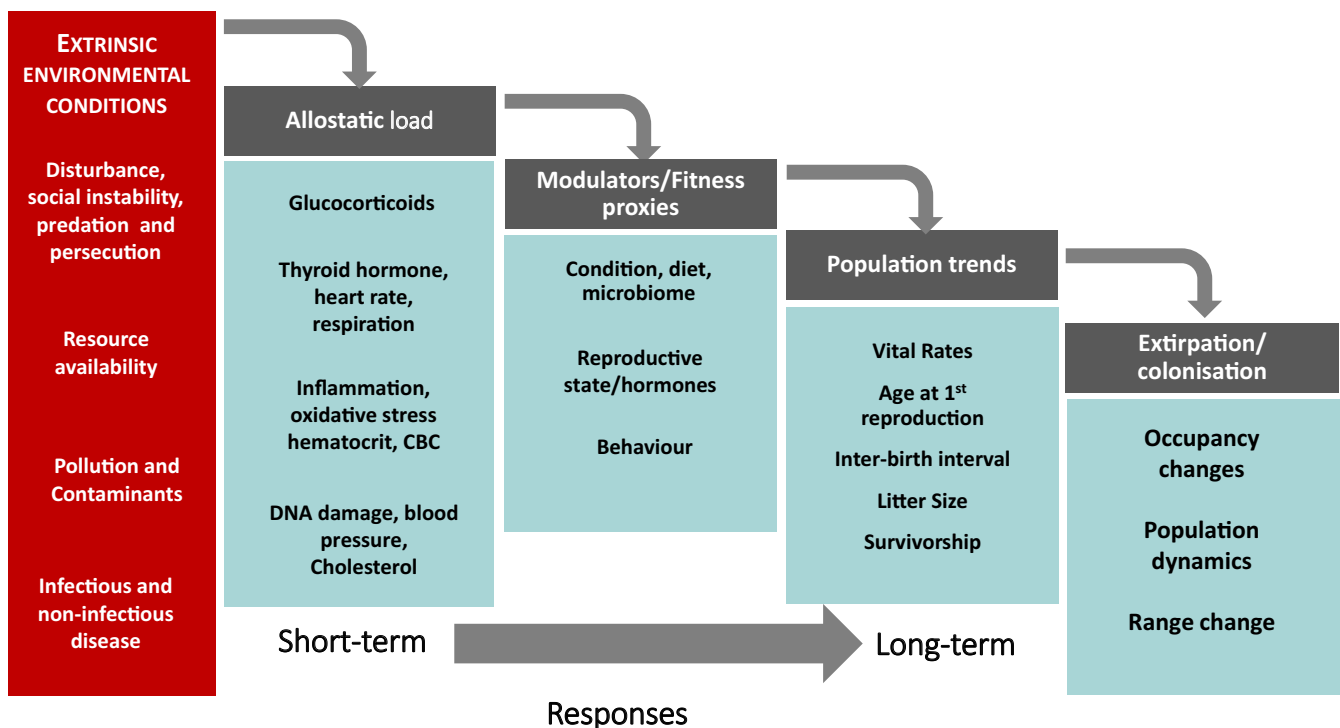 EXTRINSIC
ENVIRONMENTAL
CONDITIONS
Disturbance,
social instability,
predation and
persecution
Resource
availability
Pollution and
Contaminants
Infectious and
non-infectious
disease
Allostatic load
Glucocorticoids
Thyroid hormone,
heart rate,
respiration
Inflammation,
oxidative stress
hematocrit, CBC
DNA damage, blood
pressure,
Cholesterol
Modulators/Fitness
proxies
Condition, diet,
microbiome
Reproductive
state/hormones
Behaviour
Population trends
Vital Rates
Age at 1st
reproduction
Inter-birth interval
Litter Size
Survivorship
Extirpation/
colonisation
Occupancy
changes
Population
dynamics
Range change
Short-term
Long-term
Responses